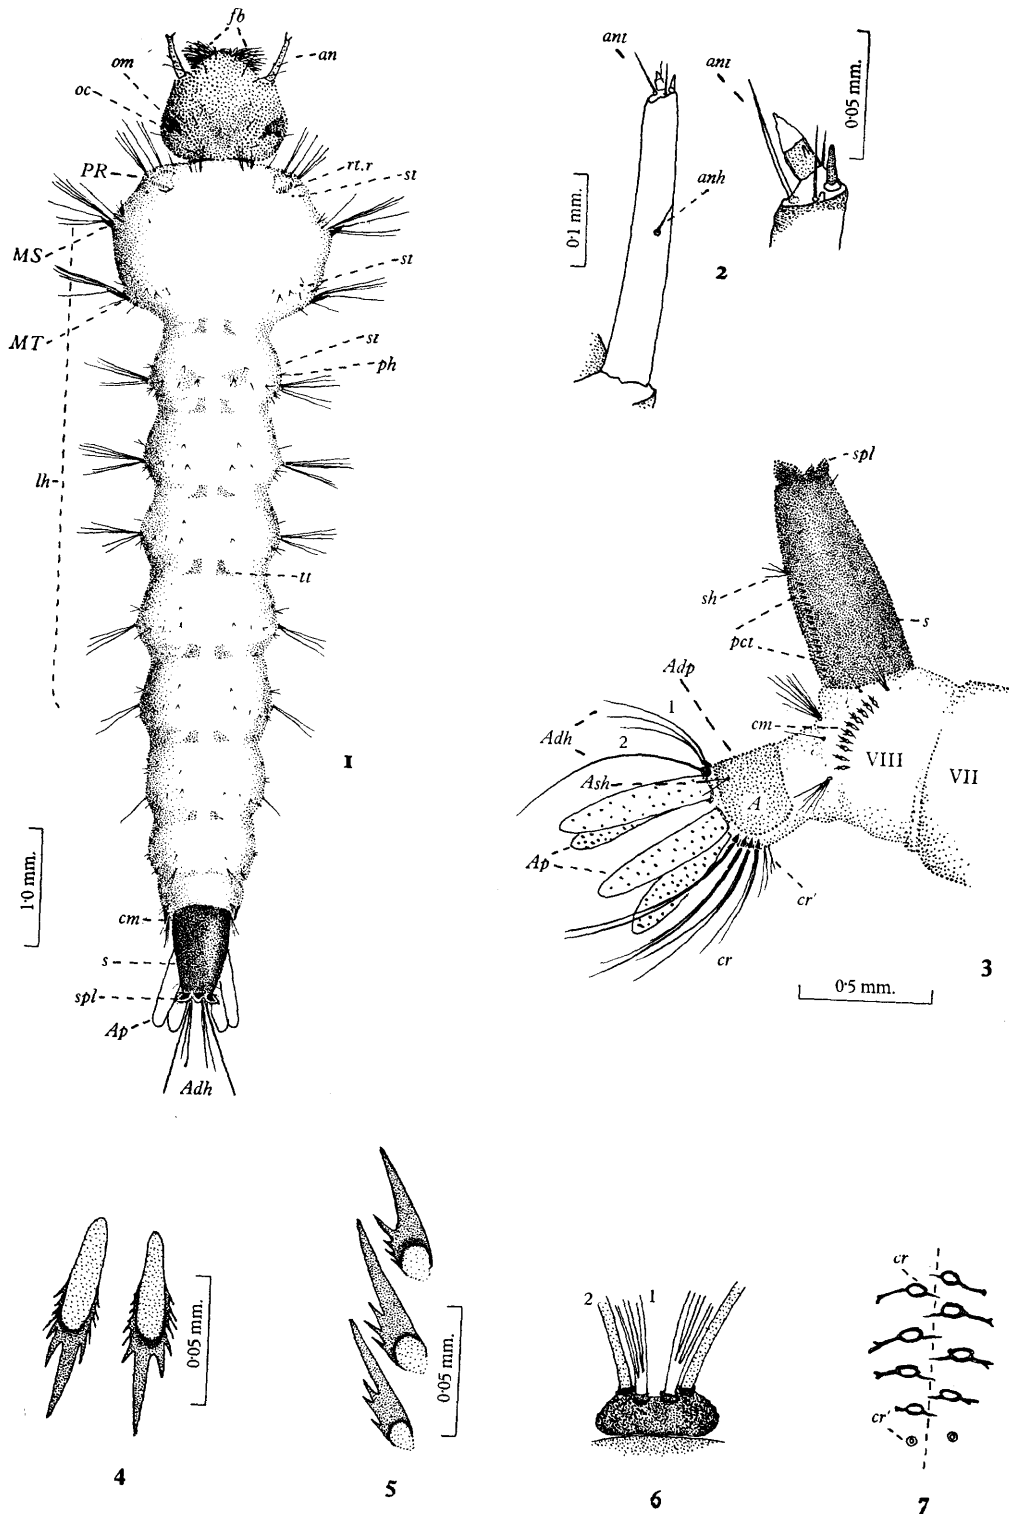 fb
an
om
oc
PR
rt.r
st
MS
st
MT
st
ph
lh
tt
1
1·0 mm.
cm
s
spl
Ap
Adh
ant
anh
0·1 mm.
2
ant
0·05 mm.
spl
sh
pct
s
Adp
1
Adh
2
cm
Ash
VIII
VII
A
Ap
cr'
cr
3
0·5 mm.
0·05 mm.
4
0·05 mm.
5
2
1
6
cr
cr'
7